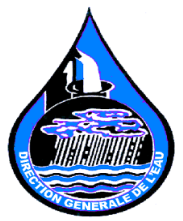 DIRECTION GENERALE DE L'EAU